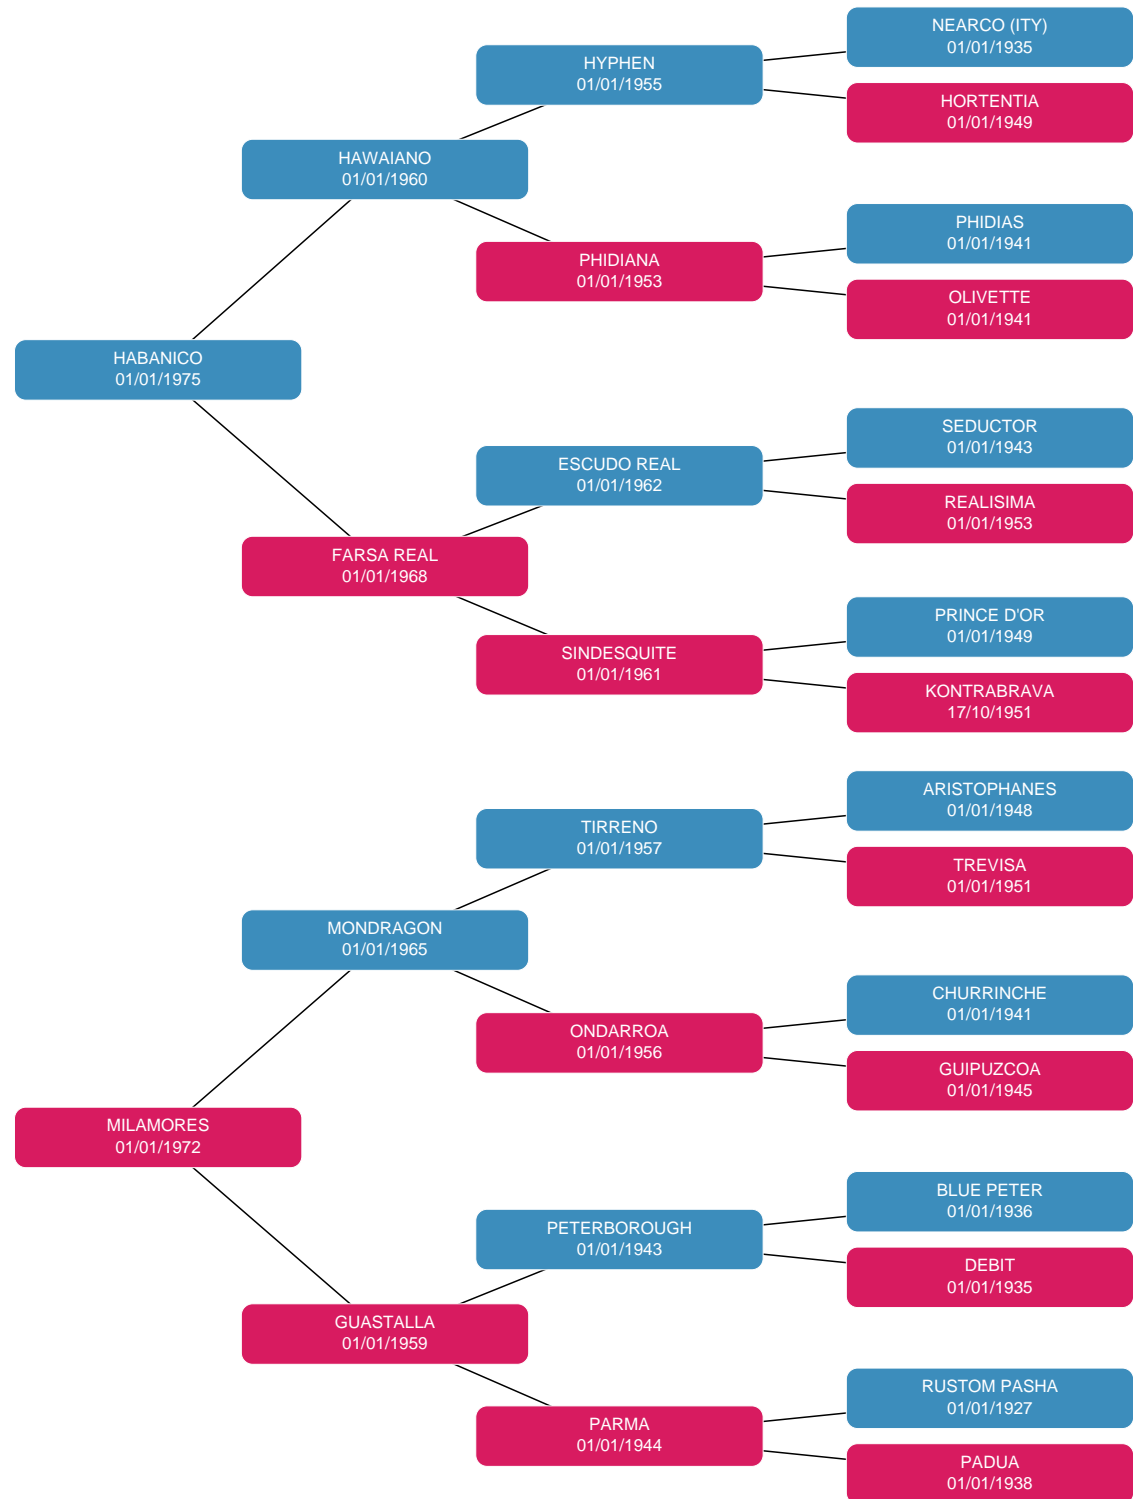 NEARCO (ITY)
01/01/1935
HYPHEN
01/01/1955
HORTENTIA
01/01/1949
HAWAIANO
01/01/1960
PHIDIAS
01/01/1941
PHIDIANA
01/01/1953
OLIVETTE
01/01/1941
HABANICO
01/01/1975
SEDUCTOR
01/01/1943
ESCUDO REAL
01/01/1962
REALISIMA
01/01/1953
FARSA REAL
01/01/1968
PRINCE D'OR
01/01/1949
SINDESQUITE
01/01/1961
KONTRABRAVA
17/10/1951
ARISTOPHANES
01/01/1948
TIRRENO
01/01/1957
TREVISA
01/01/1951
MONDRAGON
01/01/1965
CHURRINCHE
01/01/1941
ONDARROA
01/01/1956
GUIPUZCOA
01/01/1945
MILAMORES
01/01/1972
BLUE PETER
01/01/1936
PETERBOROUGH
01/01/1943
DEBIT
01/01/1935
GUASTALLA
01/01/1959
RUSTOM PASHA
01/01/1927
PARMA
01/01/1944
PADUA
01/01/1938